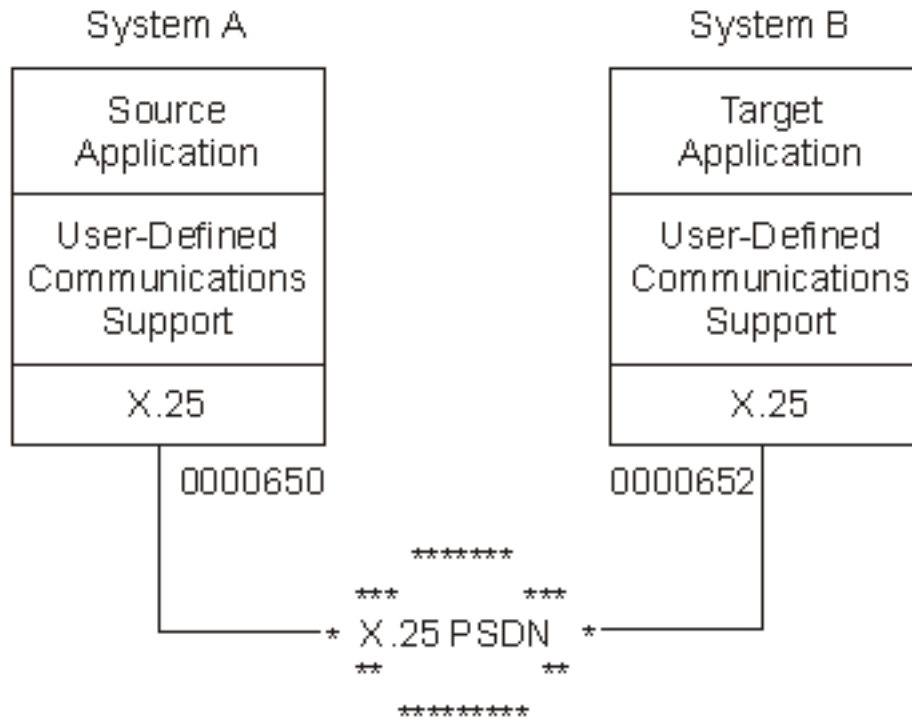 System A
System B
Source
Application
User-Defined
Communications
Support
X.25
Target
Application
User-Defined
Communications
Support
X.25
0000650
0000652
*******
*** ***
* X.25 PSDN *
** **
*********